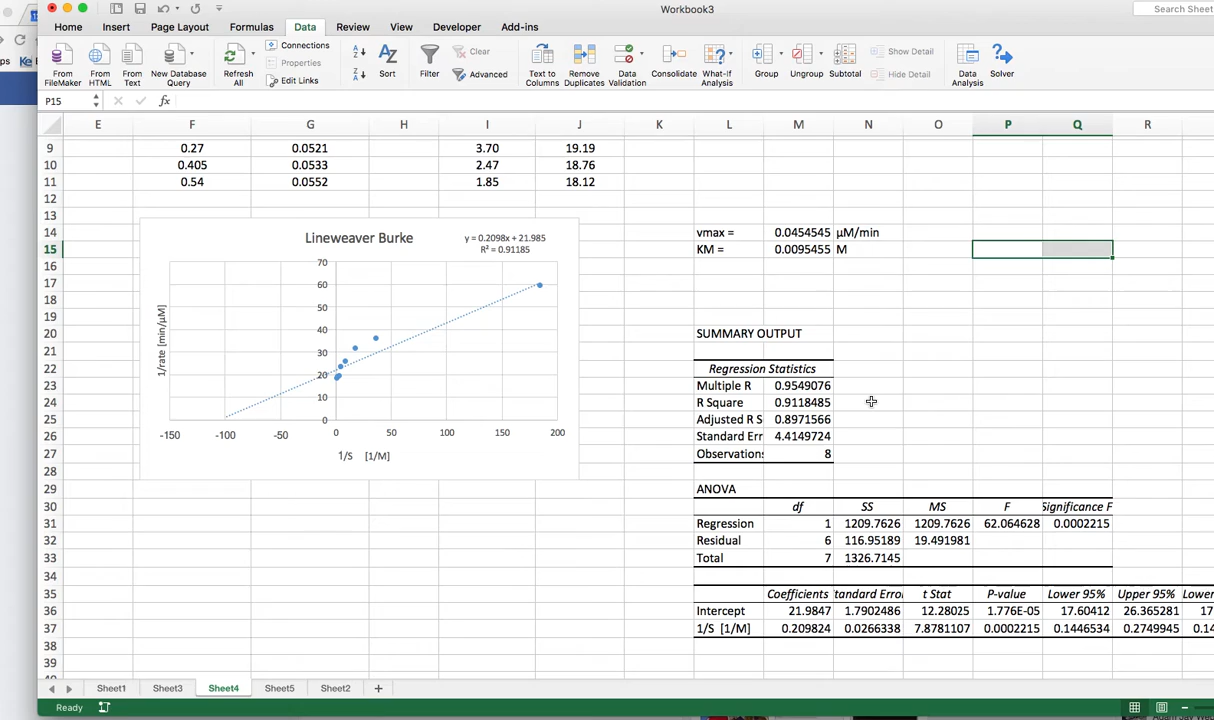 Workbook3
Search Sheet
Home Insert Page Layout Formulas Data Review View Developer Add-ins
From FileMaker
From HTML
From Text
New Database Query
Refresh All
Connections
Properties
Edit Links
Sort
Filter
Clear
Advanced
Text to Columns
Remove Duplicates
Data Validation
Consolidate
What-If Analysis
Group
Ungroup
Subtotal
Show Detail
Hide Detail
Data Analysis
Solver
P15 fx
E F G H I J K L M N O P Q R
9 0.27 0.0521 3.70 19.19
10 0.405 0.0533 2.47 18.76
11 0.54 0.0552 1.85 18.12
12
13
14 vmax = 0.0454545 µM/min
15 KM = 0.0095455 M
16
17
18
19
20 SUMMARY OUTPUT
21
22 Regression Statistics
23 Multiple R 0.9549076
24 R Square 0.9118485
25 Adjusted R S 0.8971566
26 Standard Err 4.4149724
27 Observations 8
28
29 ANOVA
30 df SS MS F Significance F
31 Regression 1 1209.7626 1209.7626 62.064628 0.0002215
32 Residual 6 116.95189 19.491981
33 Total 7 1326.7145
34
35 Coefficients Standard Error t Stat P-value Lower 95% Upper 95% Lower
36 Intercept 21.9847 1.7902486 12.28025 1.776E-05 17.60412 26.365281 17
37 1/S [1/M] 0.209824 0.0266338 7.8781107 0.0002215 0.1446534 0.2749945 0.14
38
39
Lineweaver Burke
y = 0.2098x + 21.985
R² = 0.91185
1/rate [min/µM]
70
60
50
40
30
20
10
0
-150 -100 -50 0 50 100 150 200
1/S [1/M]
Sheet1 Sheet3 Sheet4 Sheet5 Sheet2 +
Ready